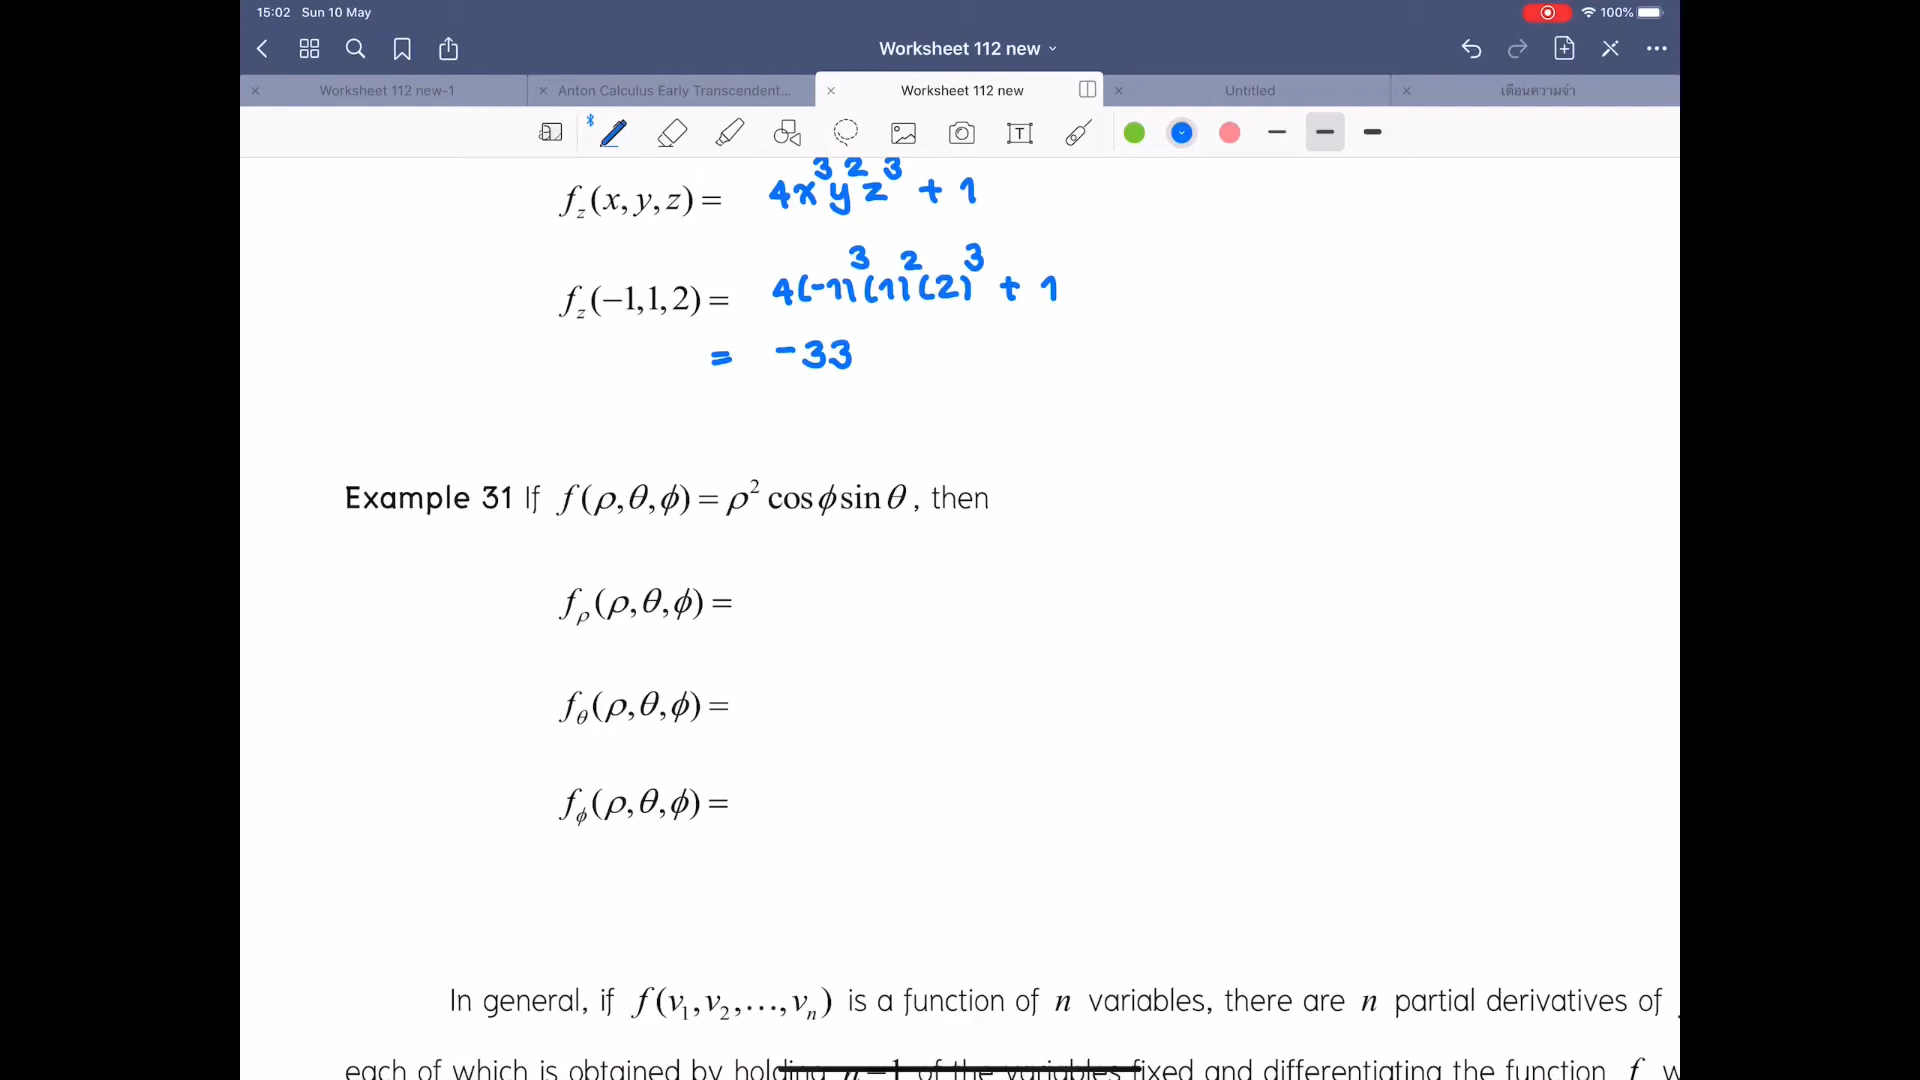 15:02 Sun 10 May
100%
Worksheet 112 new
Worksheet 112 new-1
Anton Calculus Early Transcendent...
Worksheet 112 new
Untitled
เตือนความจำ
f_z(x, y, z) = 4x³y²z³ + 1
f_z(−1,1,2) = 4(-1)³(1)²(2)³ + 1
= -33
Example 31 If f(ρ,θ,ϕ) = ρ² cosϕ sinθ, then
f_ρ(ρ,θ,ϕ) =
f_θ(ρ,θ,ϕ) =
f_ϕ(ρ,θ,ϕ) =
In general, if f(v₁,v₂,…,vₙ) is a function of n variables, there are n partial derivatives of
each of which is obtained by holding n−1 of the variables fixed and differentiating the function f